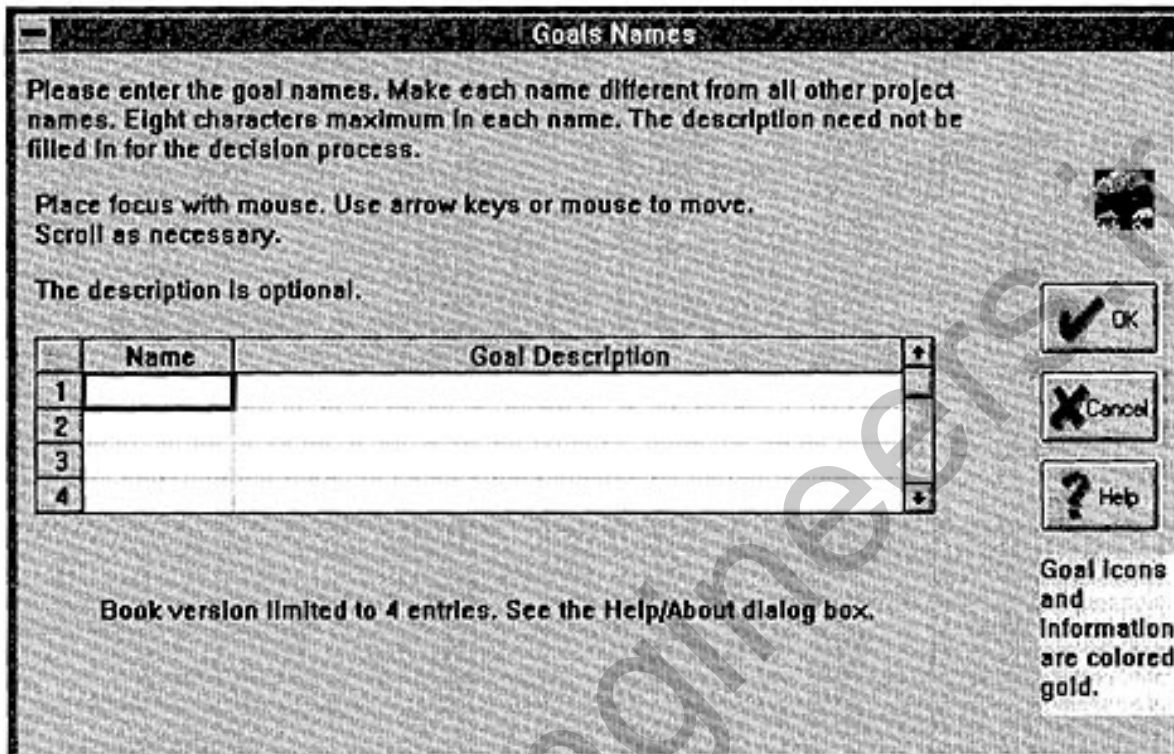 Goals Names
Please enter the goal names. Make each name different from all other project
names. Eight characters maximum in each name. The description need not be
filled in for the decision process.
Place focus with mouse. Use arrow keys or mouse to move.
Scroll as necessary.
The description is optional.
OK
Name Goal Description
1
Cancel
2
3
4
Help
Goal Icons
and
Information
are colored
gold.
Book version limited to 4 entries. See the Help/About dialog box.